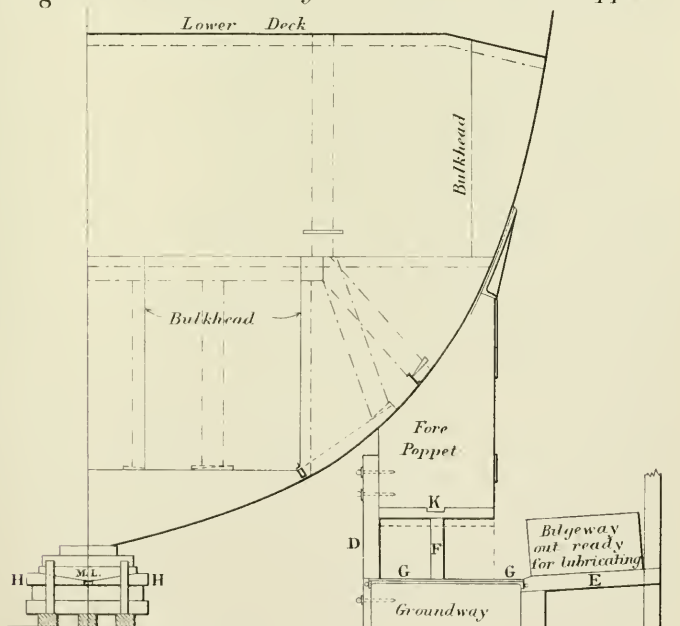 Lower Deck
Bulkhead
Bulkhead
Fore
Poppet
K
D
F
G G
Bilgeway
out ready
for lubricating
E
H M.L. H
Groundway